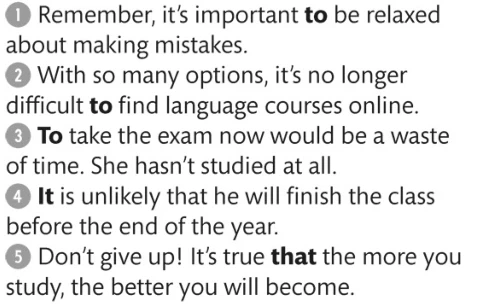 1 Remember, it’s important to be relaxed
about making mistakes.
2 With so many options, it’s no longer
difficult to find language courses online.
3 To take the exam now would be a waste
of time. She hasn’t studied at all.
4 It is unlikely that he will finish the class
before the end of the year.
5 Don’t give up! It’s true that the more you
study, the better you will become.